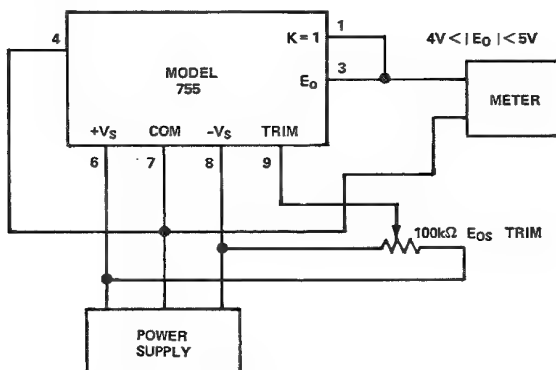 4
1
K = 1
4V < | E₀ | < 5V
MODEL
755
3
E₀
METER
+Vₛ COM −Vₛ TRIM
6 7 8 9
100kΩ E_OS TRIM
POWER
SUPPLY